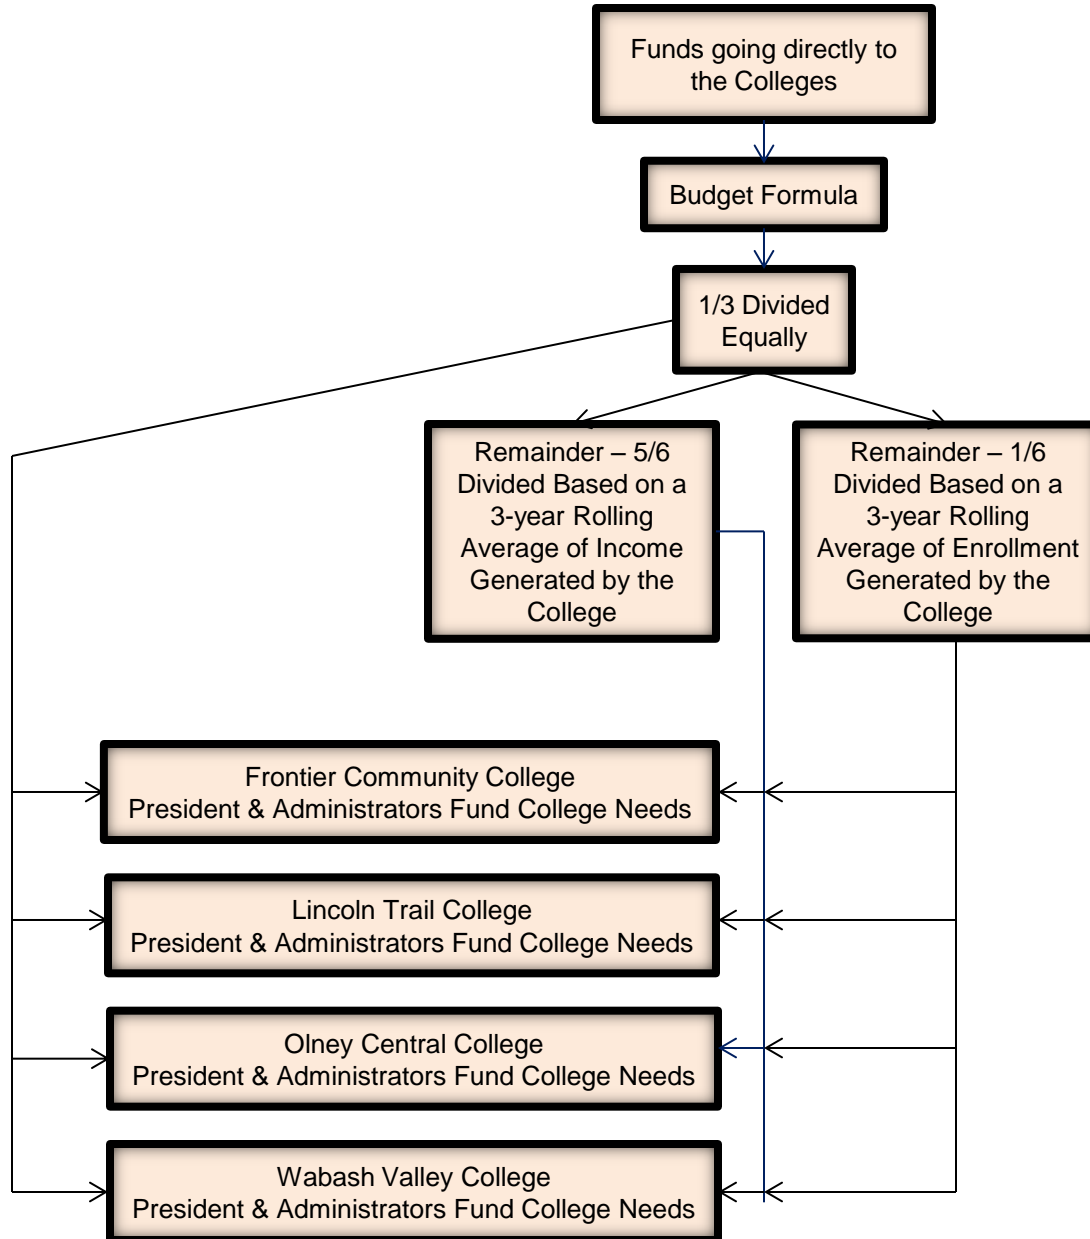 Funds going directly to
the Colleges
Budget Formula
1/3 Divided
Equally
Remainder – 5/6
Divided Based on a
3-year Rolling
Average of Income
Generated by the
College
Remainder – 1/6
Divided Based on a
3-year Rolling
Average of Enrollment
Generated by the
College
Frontier Community College
President & Administrators Fund College Needs
Lincoln Trail College
President & Administrators Fund College Needs
Olney Central College
President & Administrators Fund College Needs
Wabash Valley College
President & Administrators Fund College Needs